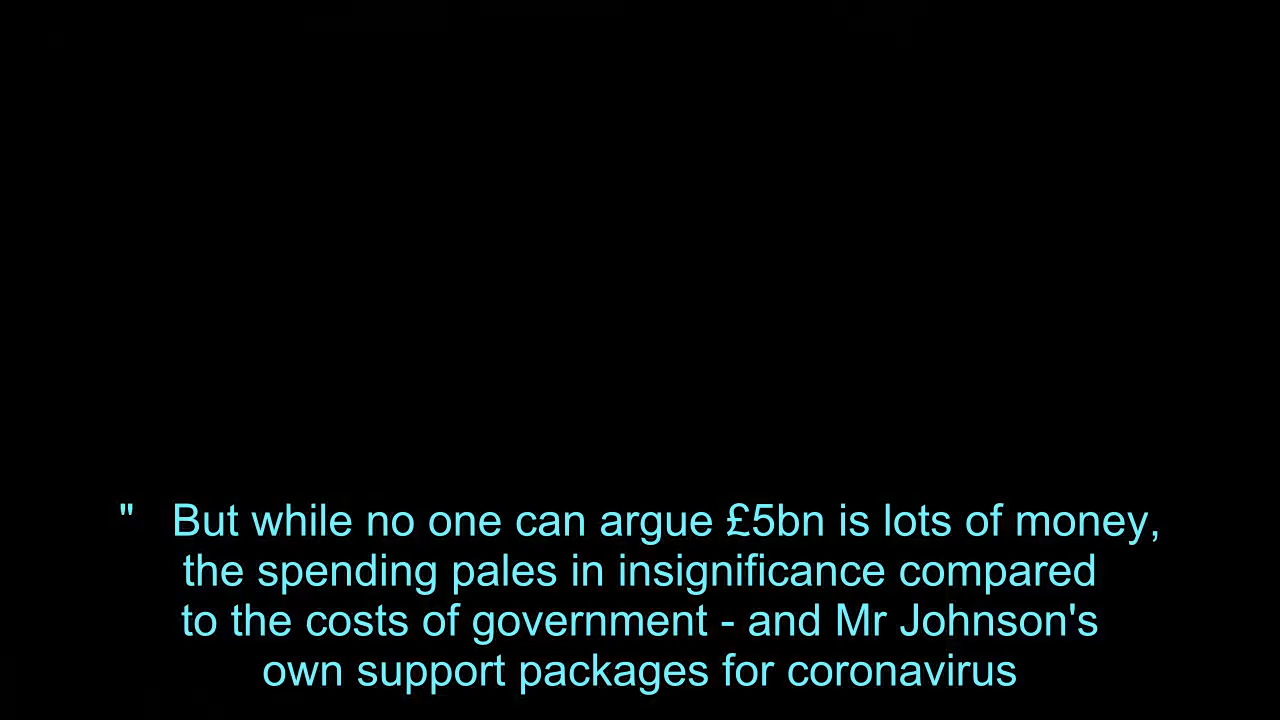 "   But while no one can argue £5bn is lots of money,
the spending pales in insignificance compared
to the costs of government - and Mr Johnson's
own support packages for coronavirus